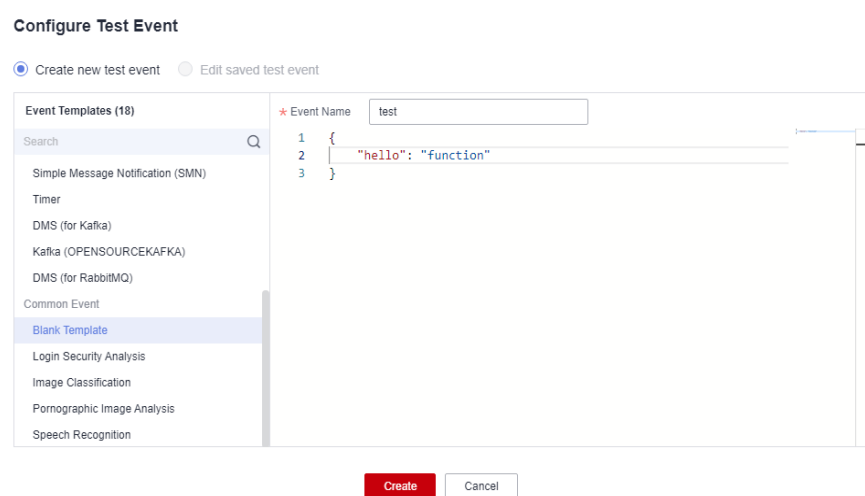 Configure Test Event
Create new test event
Edit saved test event
Event Templates (18)
Search
Simple Message Notification (SMN)
Timer
DMS (for Kafka)
Kafka (OPENSOURCEKAFKA)
DMS (for RabbitMQ)
Common Event
Blank Template
Login Security Analysis
Image Classification
Pornographic Image Analysis
Speech Recognition
* Event Name test
1 {
2 "hello": "function"
3 }
Create
Cancel